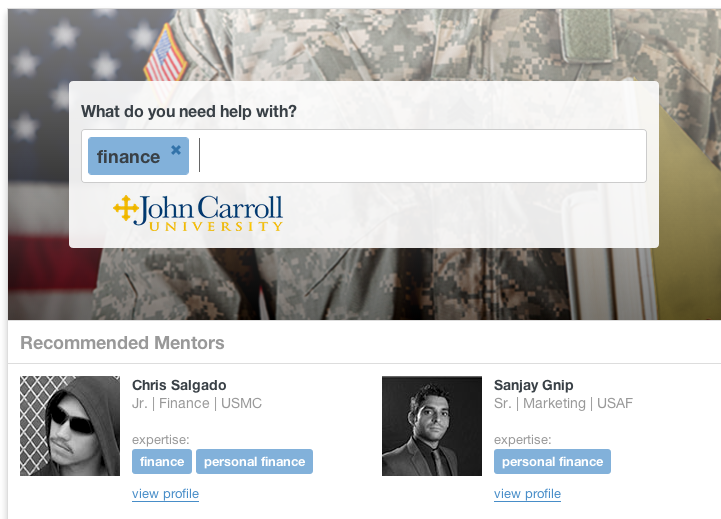 What do you need help with?
finance ×
John Carroll
UNIVERSITY
Recommended Mentors
Chris Salgado
Jr. | Finance | USMC
expertise:
finance personal finance
view profile
Sanjay Gnip
Sr. | Marketing | USAF
expertise:
personal finance
view profile